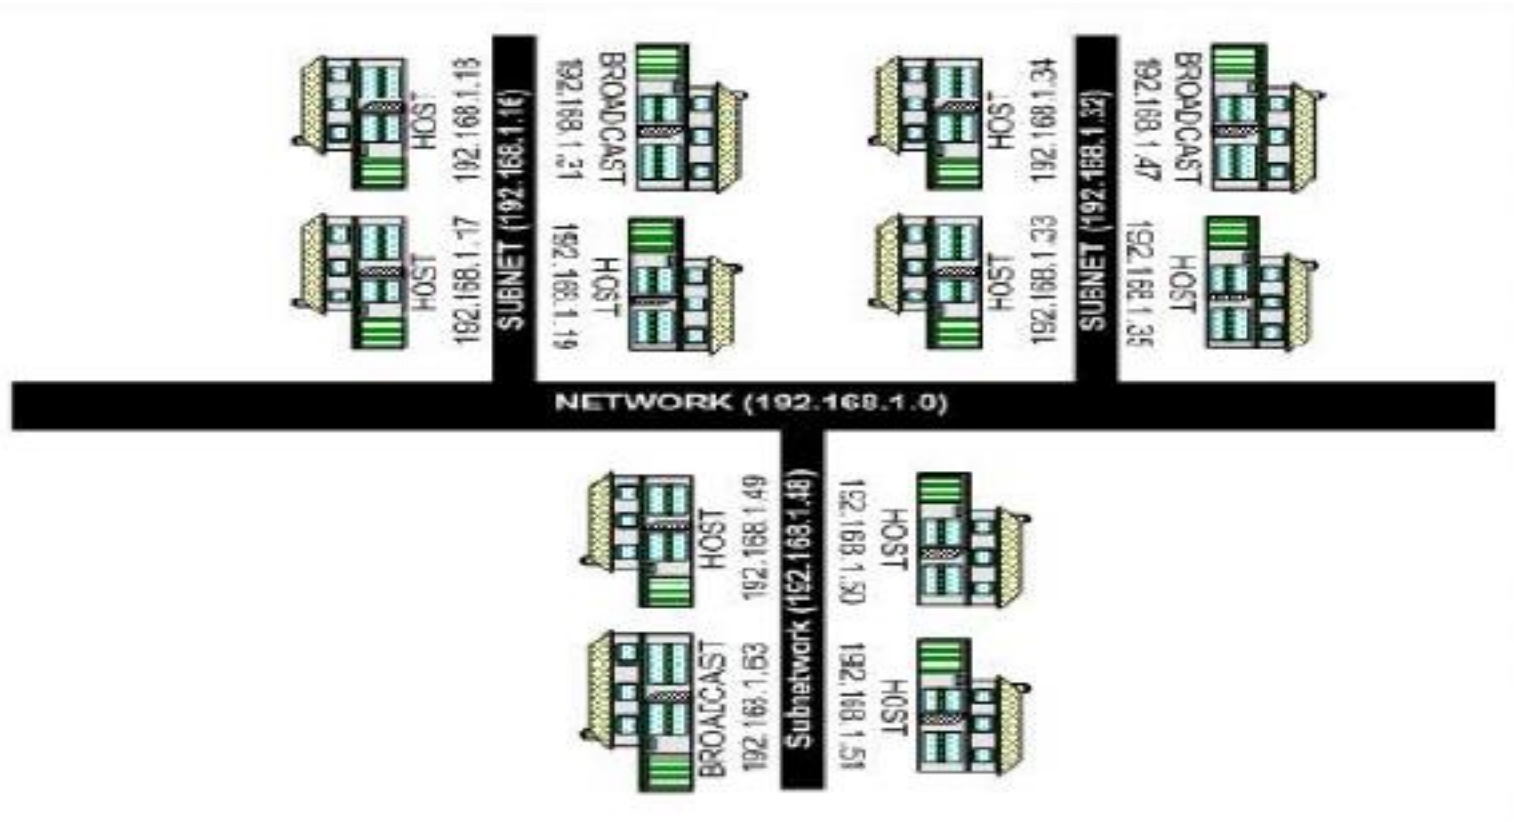 HOST
192.168.1.18
SUBNET (192.168.1.16)
BROADCAST
192.168.1.31
HOST
192.168.1.17
HOST
192.168.1.19
HOST
192.168.1.34
SUBNET (192.168.1.32)
BROADCAST
192.168.1.47
HOST
192.168.1.33
HOST
192.168.1.35
NETWORK (192.168.1.0)
HOST
192.168.1.49
Subnetwork (192.168.1.48)
HOST
192.168.1.50
BROADCAST
192.168.1.63
HOST
192.168.1.51